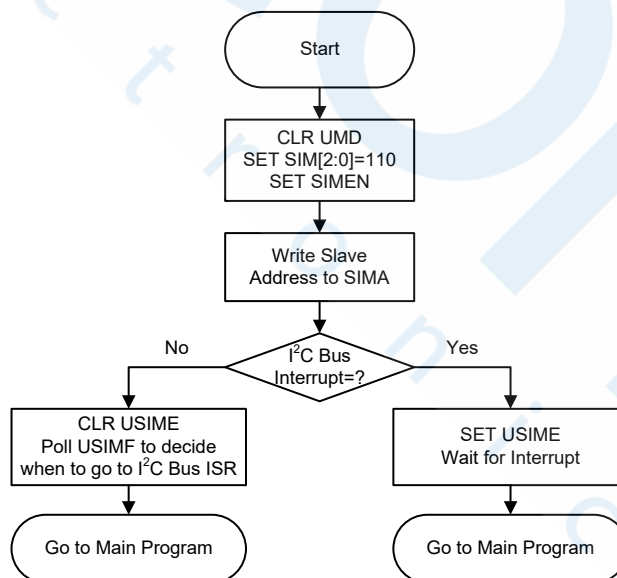 Start
CLR UMD
SET SIM[2:0]=110
SET SIMEN
Write Slave
Address to SIMA
I²C Bus
Interrupt=?
No
Yes
CLR USIME
Poll USIMF to decide
when to go to I²C Bus ISR
SET USIME
Wait for Interrupt
Go to Main Program
Go to Main Program